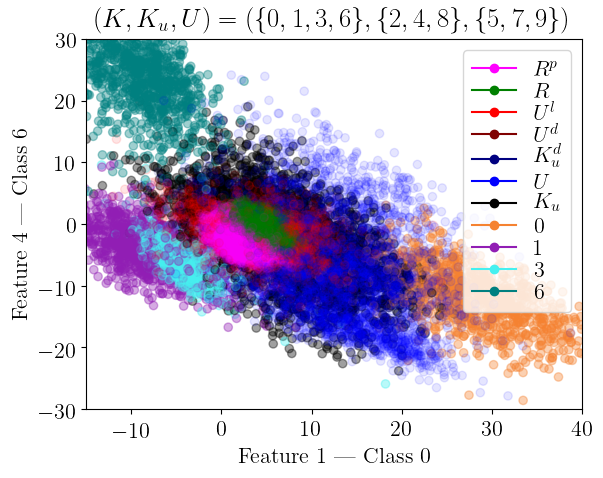 (K, K_u, U) = ({0, 1, 3, 6}, {2, 4, 8}, {5, 7, 9})
30
20
10
0
−10
−20
−30
Feature 4 — Class 6
R^p
R
U^l
U^d
K_u^d
U
K_u
0
1
3
6
−10
0
10
20
30
40
Feature 1 — Class 0